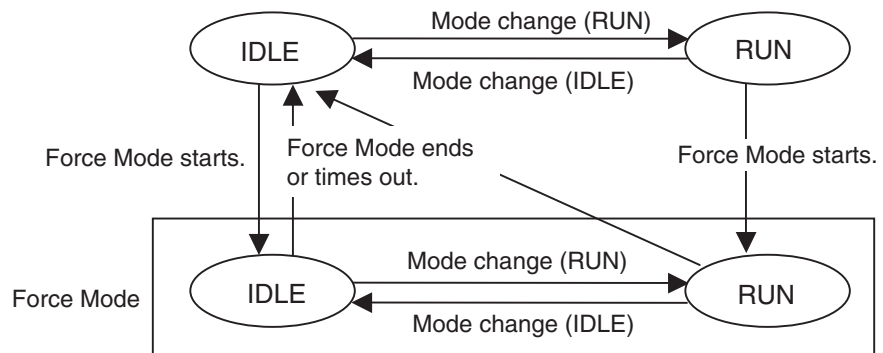 Mode change (RUN)
IDLE
RUN
Mode change (IDLE)
Force Mode starts.
Force Mode ends
or times out.
Force Mode starts.
Mode change (RUN)
Force Mode
IDLE
RUN
Mode change (IDLE)